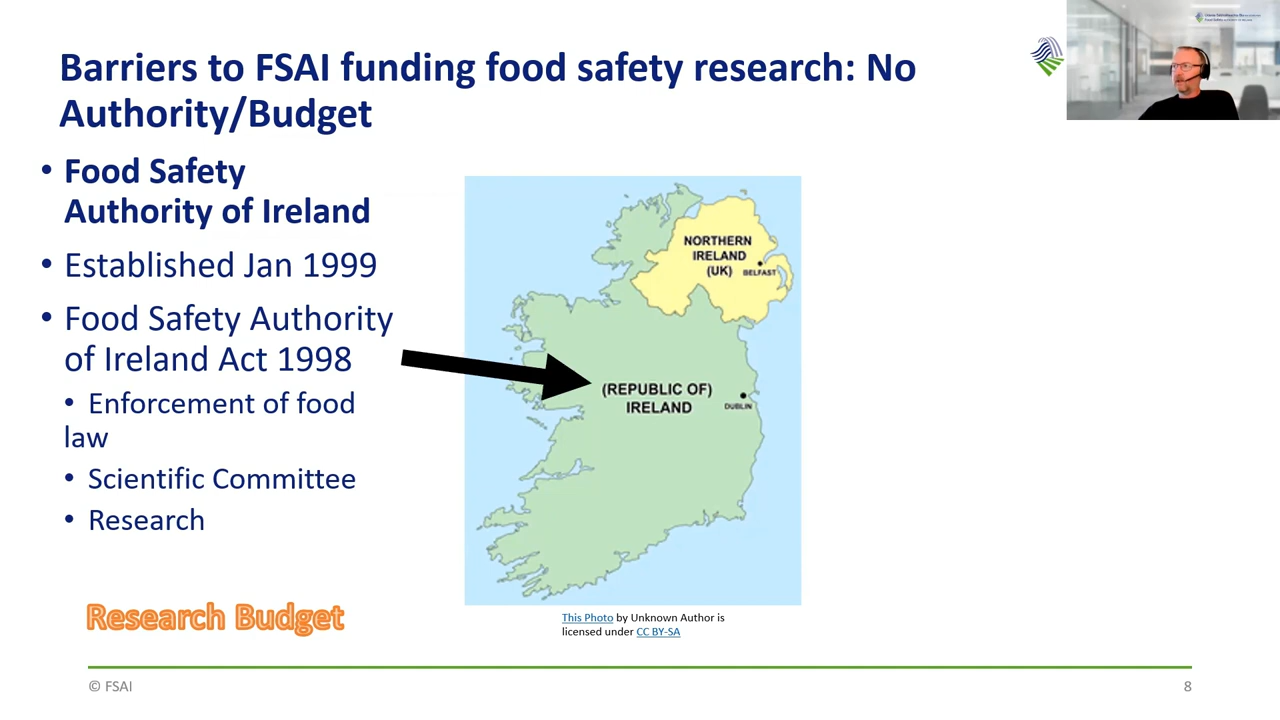 Barriers to FSAI funding food safety research: No
Authority/Budget
• Food Safety
Authority of Ireland
• Established Jan 1999
• Food Safety Authority
of Ireland Act 1998
• Enforcement of food
law
• Scientific Committee
• Research
Research Budget
NORTHERN
IRELAND
(UK)
BELFAST
(REPUBLIC OF)
IRELAND
DUBLIN
This Photo by Unknown Author is
licensed under CC BY-SA
© FSAI
8